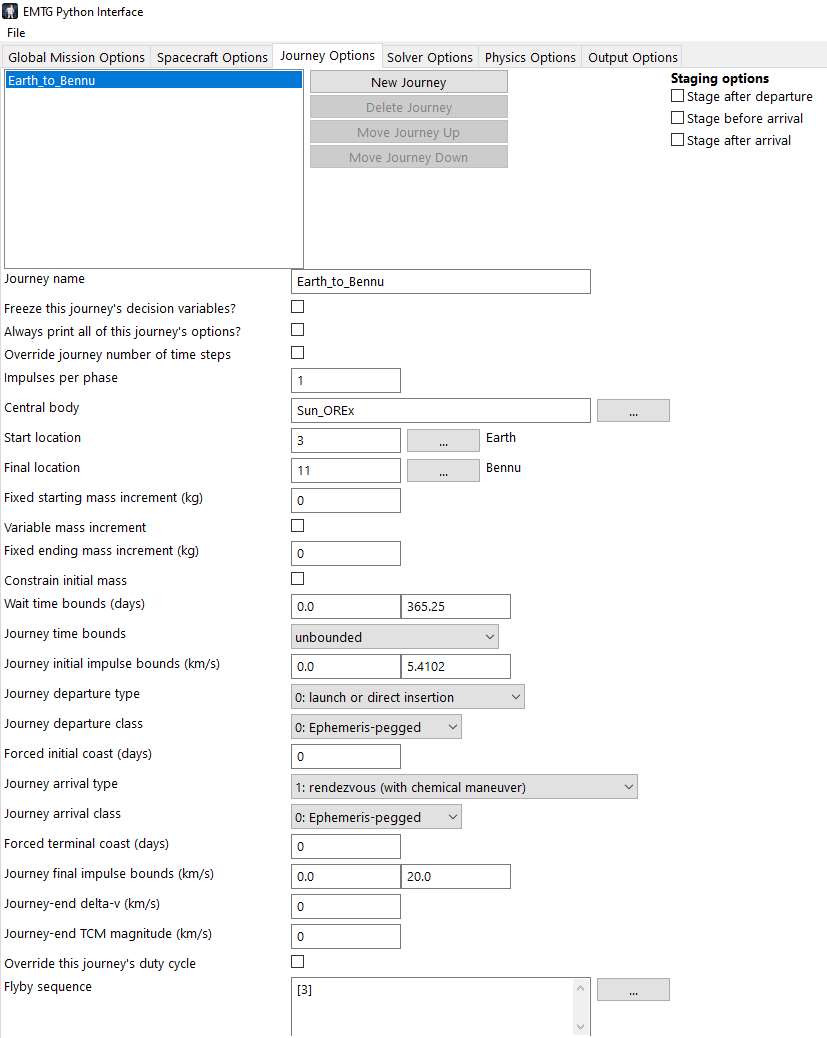 EMTG Python Interface
File
Global Mission Options Spacecraft Options Journey Options Solver Options Physics Options Output Options
Earth_to_Bennu
New Journey
Delete Journey
Move Journey Up
Move Journey Down
Staging options
Stage after departure
Stage before arrival
Stage after arrival
Journey name Earth_to_Bennu
Freeze this journey's decision variables?
Always print all of this journey's options?
Override journey number of time steps
Impulses per phase 1
Central body Sun_OREx ...
Start location 3 ... Earth
Final location 11 ... Bennu
Fixed starting mass increment (kg) 0
Variable mass increment
Fixed ending mass increment (kg) 0
Constrain initial mass
Wait time bounds (days) 0.0 365.25
Journey time bounds unbounded
Journey initial impulse bounds (km/s) 0.0 5.4102
Journey departure type 0: launch or direct insertion
Journey departure class 0: Ephemeris-pegged
Forced initial coast (days) 0
Journey arrival type 1: rendezvous (with chemical maneuver)
Journey arrival class 0: Ephemeris-pegged
Forced terminal coast (days) 0
Journey final impulse bounds (km/s) 0.0 20.0
Journey-end delta-v (km/s) 0
Journey-end TCM magnitude (km/s) 0
Override this journey's duty cycle
Flyby sequence [3] ...